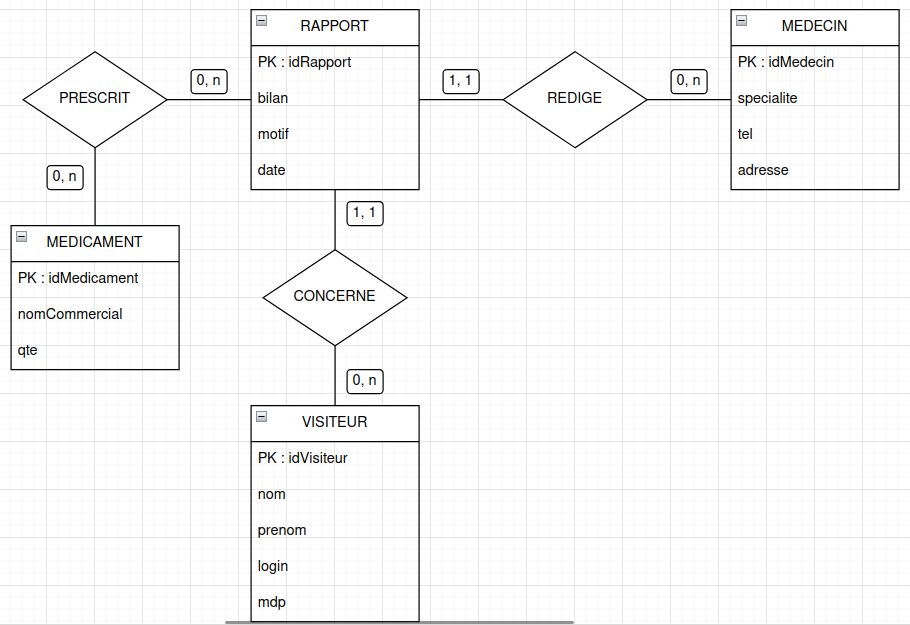 RAPPORT
PK : idRapport
bilan
motif
date
MEDECIN
PK : idMedecin
specialite
tel
adresse
PRESCRIT
0, n
1, 1
REDIGE
0, n
0, n
1, 1
MEDICAMENT
PK : idMedicament
nomCommercial
qte
CONCERNE
0, n
VISITEUR
PK : idVisiteur
nom
prenom
login
mdp